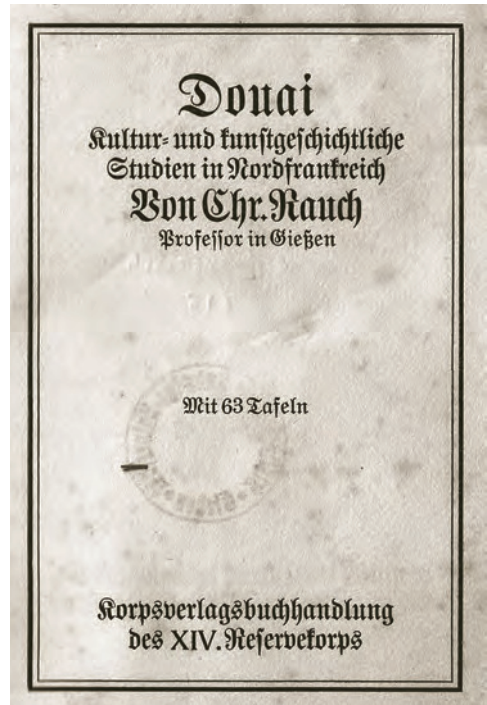 Douai
Kultur- und kunstgeschichtliche
Studien in Nordfrankreich
Von Chr. Rauch
Professor in Gießen
Mit 63 Tafeln
Korpsverlagsbuchhandlung
des XIV. Reservekorps